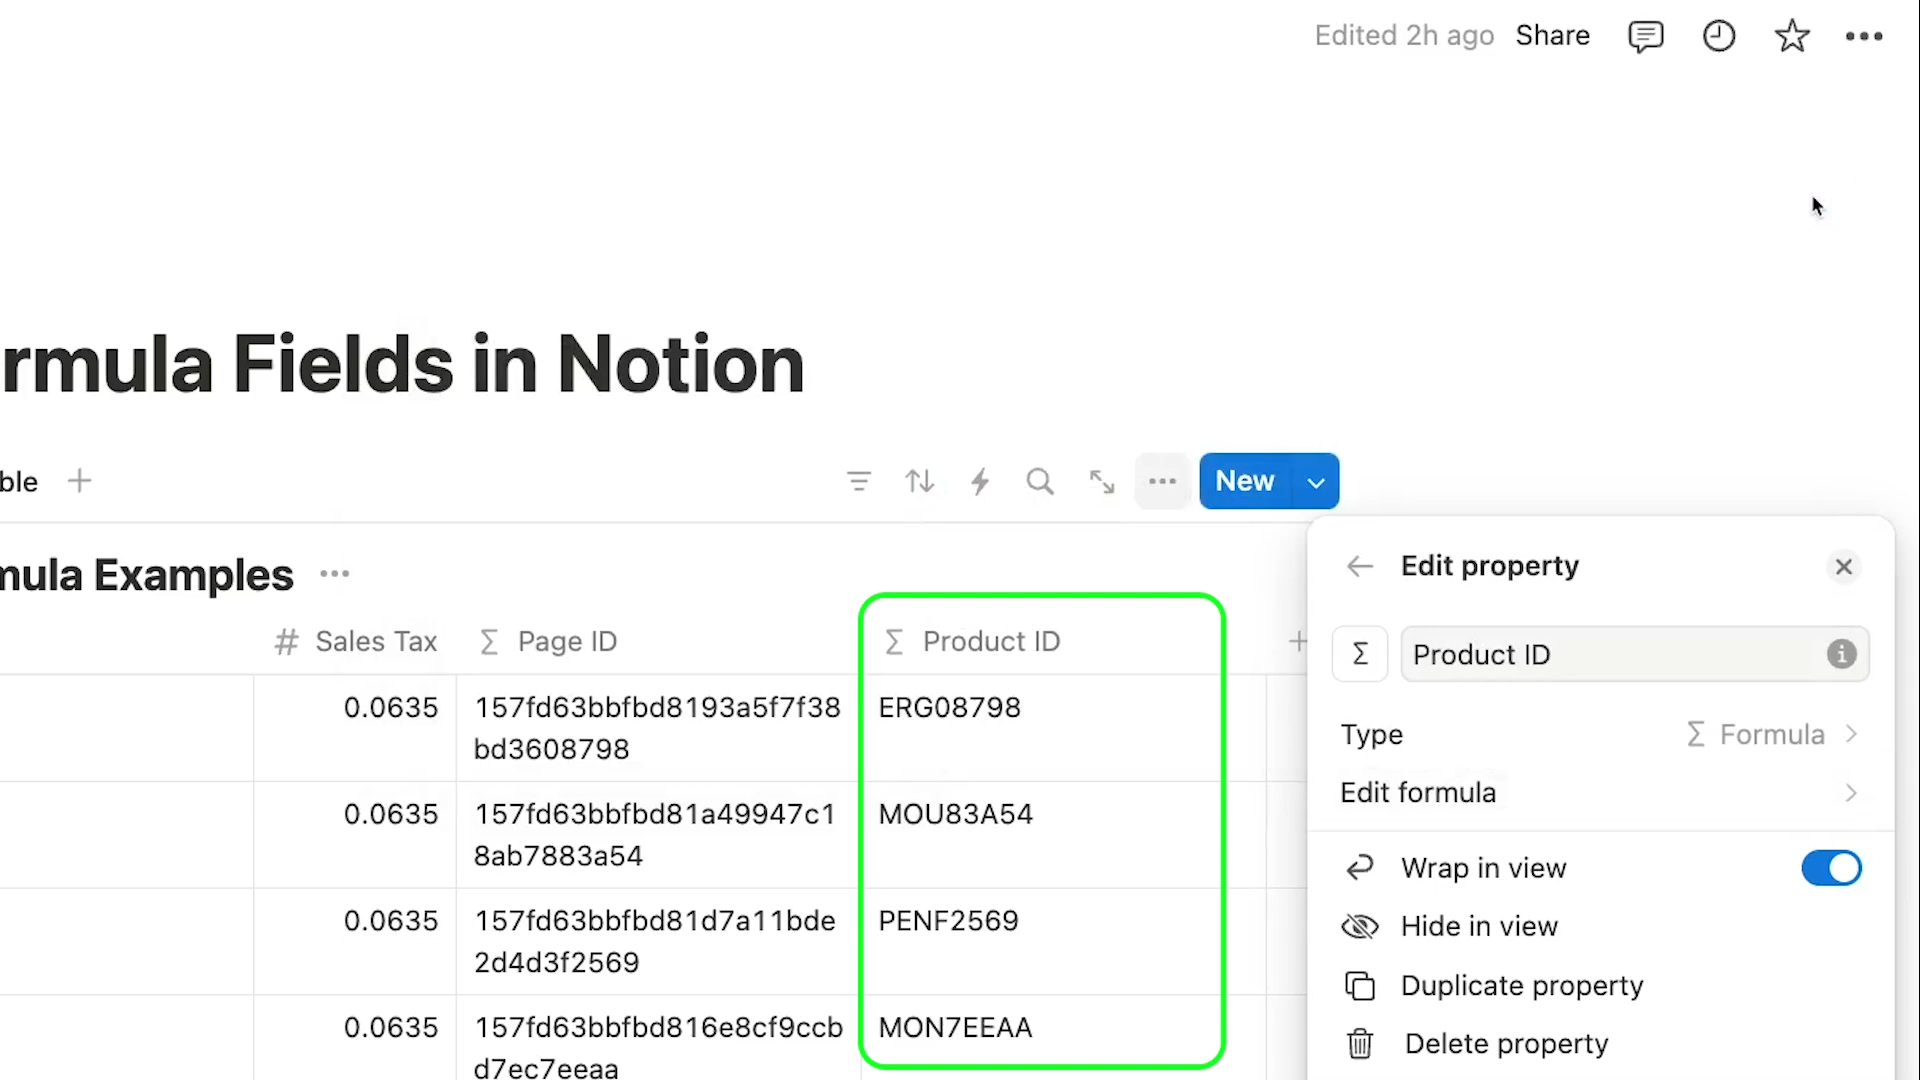 Edited 2h ago Share
rmula Fields in Notion
ble
New
mula Examples
Sales Tax Page ID Product ID
0.0635 157fd63bbfbd8193a5f7f38 ERG08798
bd3608798
0.0635 157fd63bbfbd81a49947c1 MOU83A54
8ab7883a54
0.0635 157fd63bbfbd81d7a11bde PENF2569
2d4d3f2569
0.0635 157fd63bbfbd816e8cf9ccb MON7EEAA
d7ec7eeaa
Edit property
Product ID
Type Σ Formula
Edit formula
Wrap in view
Hide in view
Duplicate property
Delete property